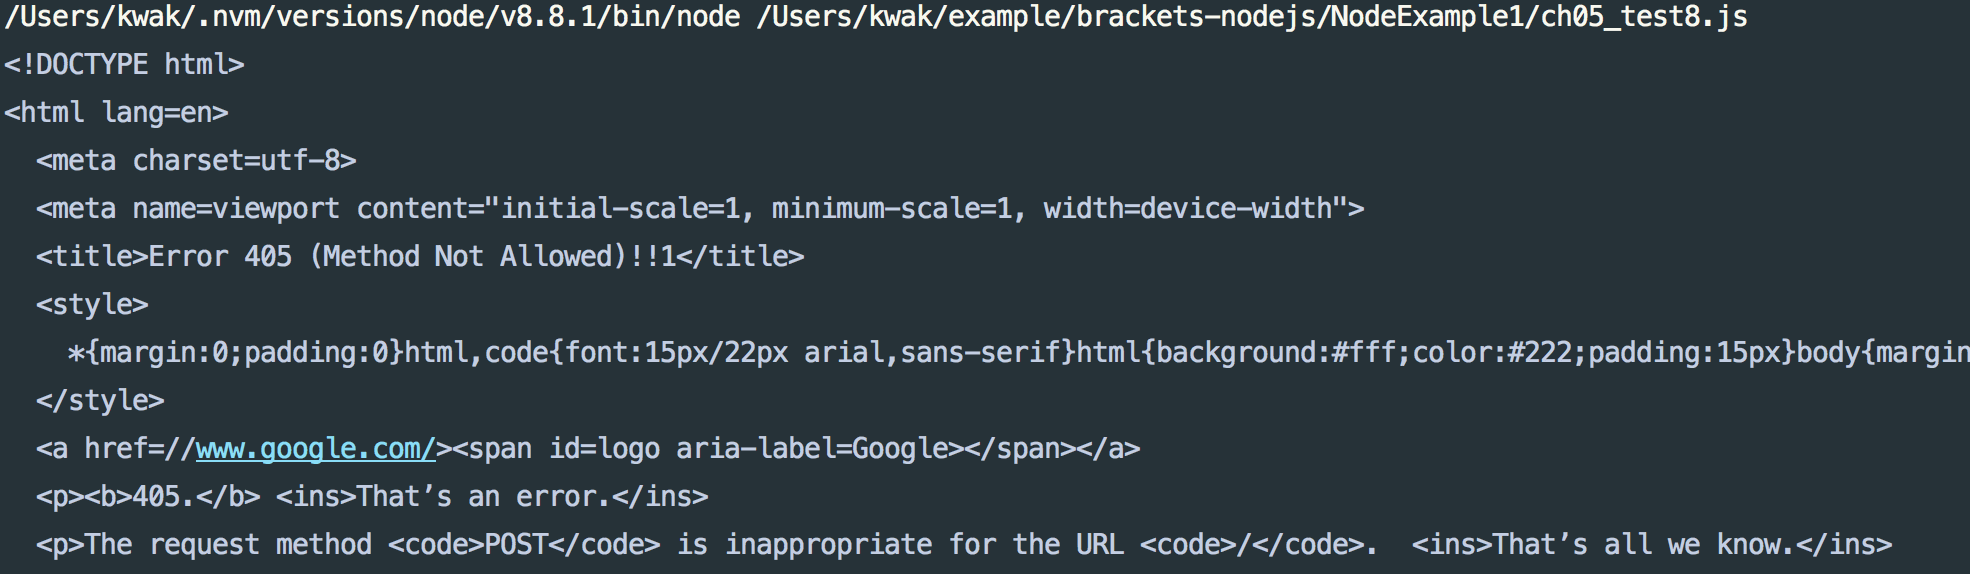 /Users/kwak/.nvm/versions/node/v8.8.1/bin/node /Users/kwak/example/brackets-nodejs/NodeExample1/ch05_test8.js
<!DOCTYPE html>
<html lang=en>
  <meta charset=utf-8>
  <meta name=viewport content="initial-scale=1, minimum-scale=1, width=device-width">
  <title>Error 405 (Method Not Allowed)!!1</title>
  <style>
    *{margin:0;padding:0}html,code{font:15px/22px arial,sans-serif}html{background:#fff;color:#222;padding:15px}body{margin
  </style>
  <a href=//www.google.com/><span id=logo aria-label=Google></span></a>
  <p><b>405.</b> <ins>That’s an error.</ins>
  <p>The request method <code>POST</code> is inappropriate for the URL <code>/</code>.  <ins>That’s all we know.</ins>